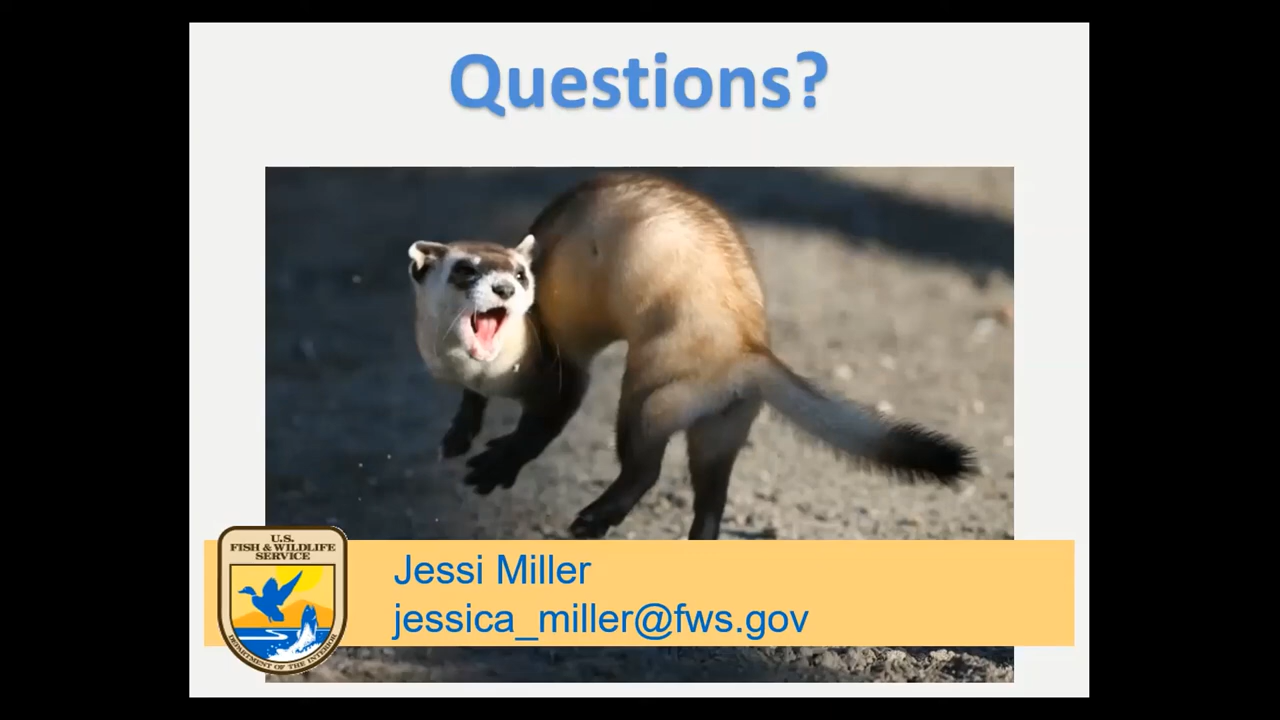 Questions?
U.S.
FISH & WILDLIFE
SERVICE
DEPARTMENT OF THE INTERIOR
Jessi Miller
jessica_miller@fws.gov